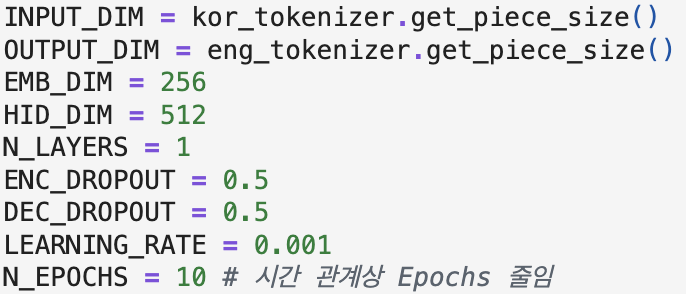 INPUT_DIM = kor_tokenizer.get_piece_size()
OUTPUT_DIM = eng_tokenizer.get_piece_size()
EMB_DIM = 256
HID_DIM = 512
N_LAYERS = 1
ENC_DROPOUT = 0.5
DEC_DROPOUT = 0.5
LEARNING_RATE = 0.001
N_EPOCHS = 10 # 시간 관계상 Epochs 줄임